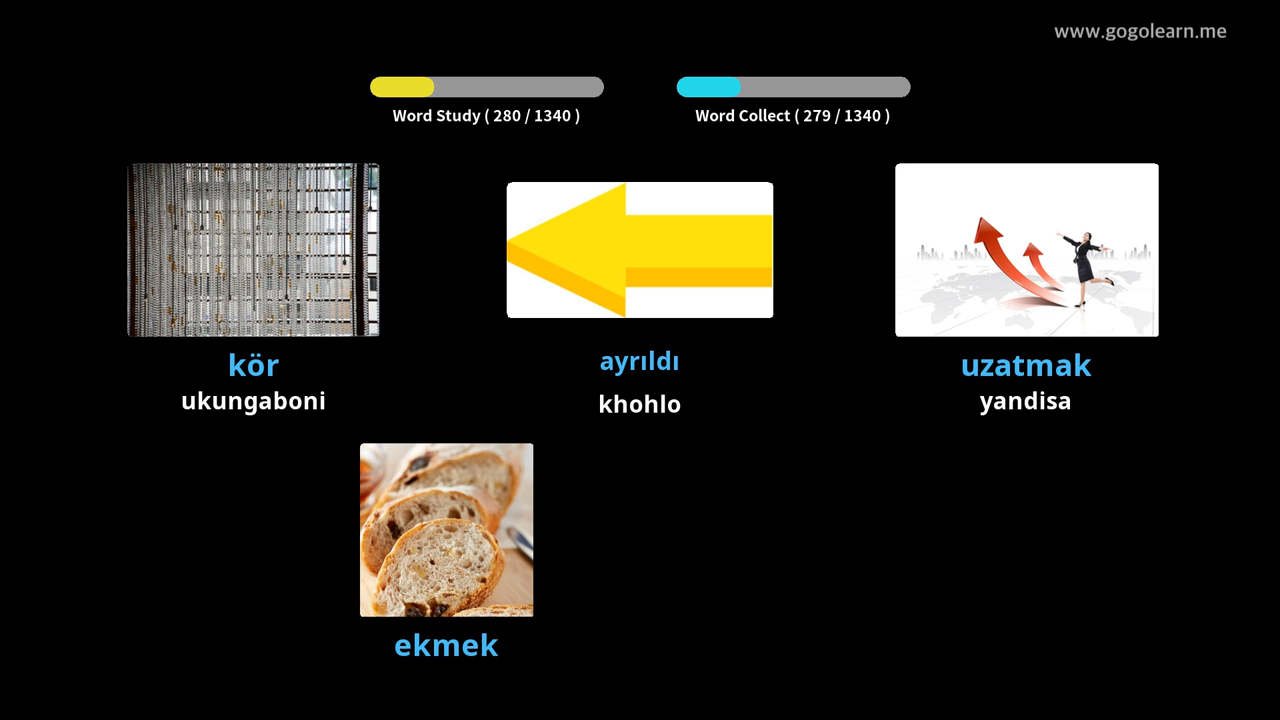 www.gogolearn.me
Word Study ( 280 / 1340 )
Word Collect ( 279 / 1340 )
kör
ukungaboni
ayrıldı
khohlo
uzatmak
yandisa
ekmek